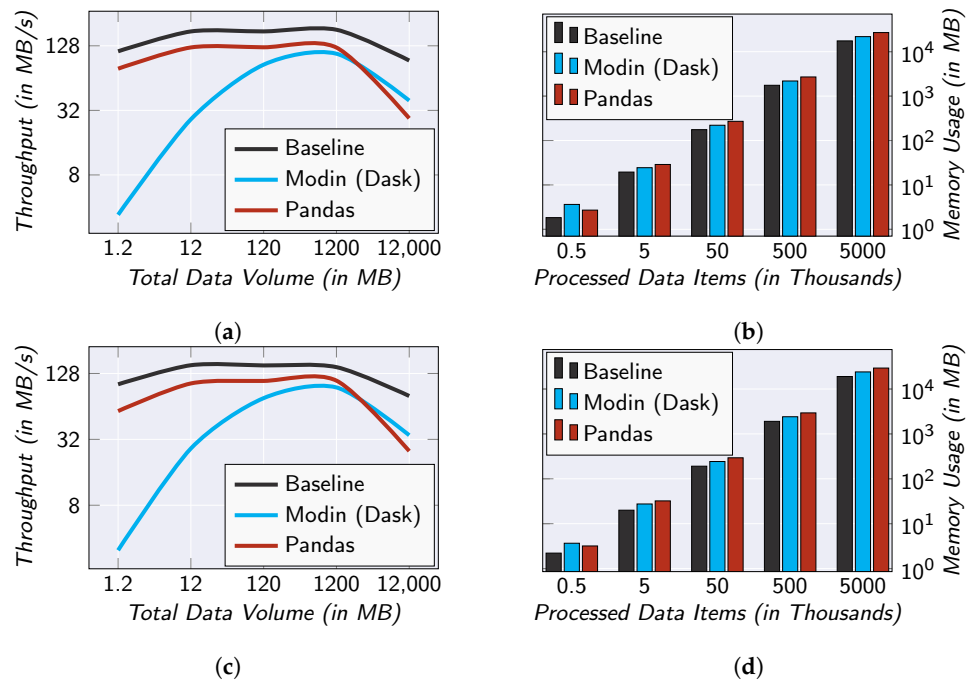 128
32
8
Throughput (in MB/s)
Baseline
Modin (Dask)
Pandas
1.2 12 120 1200 12,000
Total Data Volume (in MB)
(a)
Baseline
Modin (Dask)
Pandas
10^4
10^3
10^2
10^1
10^0
Memory Usage (in MB)
0.5 5 50 500 5000
Processed Data Items (in Thousands)
(b)
128
32
8
Throughput (in MB/s)
Baseline
Modin (Dask)
Pandas
1.2 12 120 1200 12,000
Total Data Volume (in MB)
(c)
Baseline
Modin (Dask)
Pandas
10^4
10^3
10^2
10^1
10^0
Memory Usage (in MB)
0.5 5 50 500 5000
Processed Data Items (in Thousands)
(d)